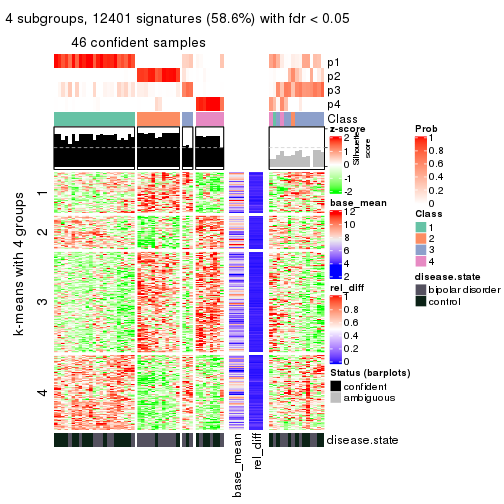 4 subgroups, 12401 signatures (58.6%) with fdr < 0.05
46 confident samples
p1
p2
p3
p4
Class
Silhouette
score
k-means with 4 groups
1
2
3
4
base_mean
rel_diff
disease.state
z-score
2
1
0
-1
-2
base_mean
12
10
8
6
4
2
rel_diff
1
0.8
0.6
0.4
0.2
0
Status (barplots)
confident
ambiguous
Prob
1
0.8
0.6
0.4
0.2
0
Class
1
2
3
4
disease.state
bipolar disorder
control